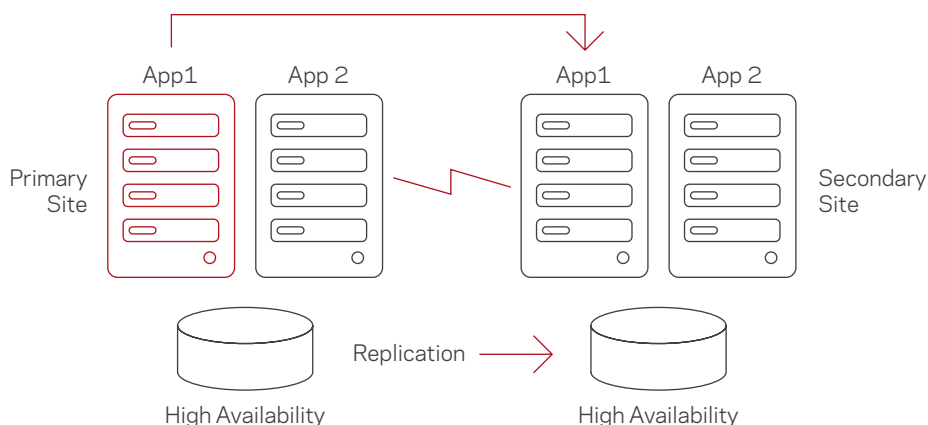 App1
App 2
App1
App 2
Primary
Site
Secondary
Site
Replication
High Availability
High Availability